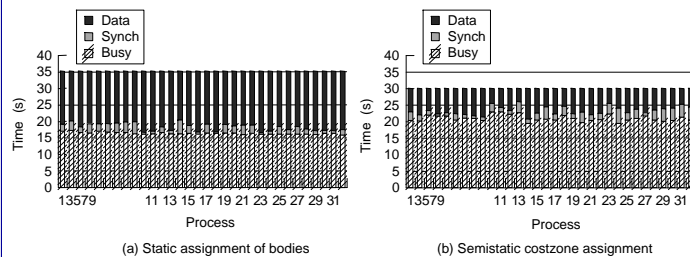 Data
Synch
Busy
40
35
30
25
20
15
10
5
0
Time (s)
13579 11 13 15 17 19 21 23 25 27 29 31
Process
(a) Static assignment of bodies
Data
Synch
Busy
40
35
30
25
20
15
10
5
0
Time (s)
13579 11 13 15 17 19 21 23 25 27 29 31
Process
(b) Semistatic costzone assignment